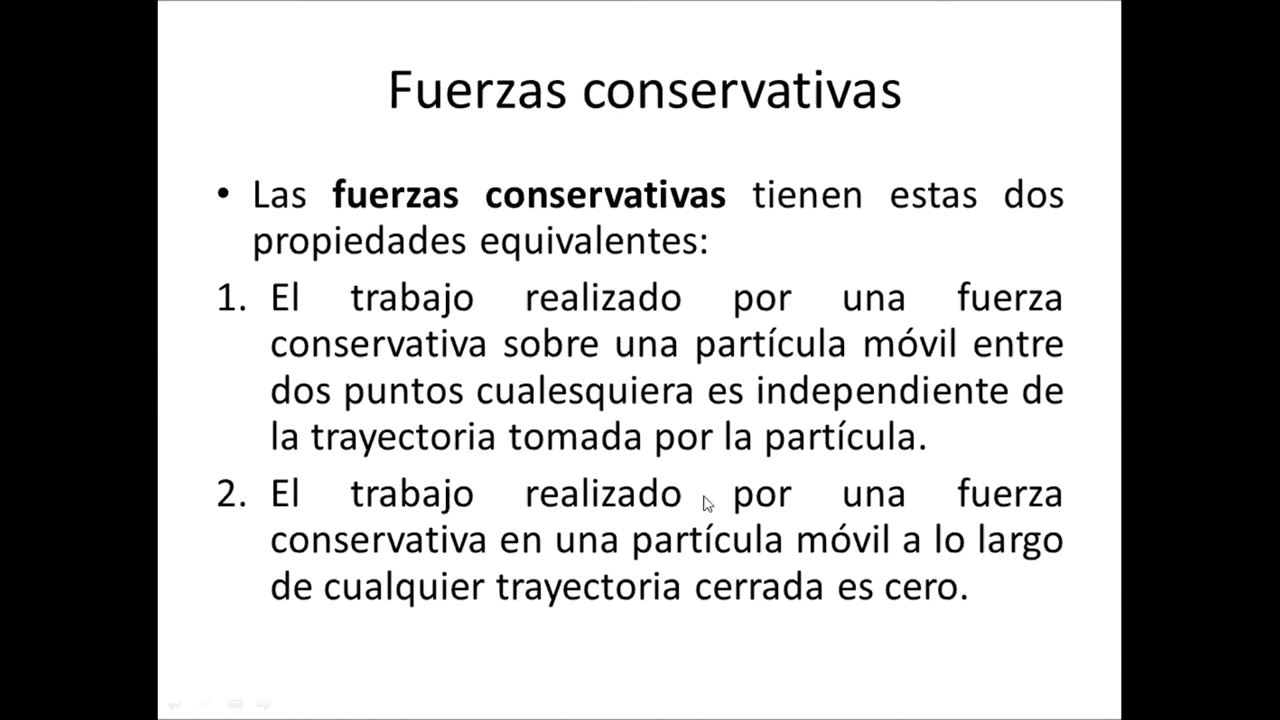 Fuerzas conservativas
• Las fuerzas conservativas tienen estas dos
propiedades equivalentes:
1. El trabajo realizado por una fuerza
conservativa sobre una partícula móvil entre
dos puntos cualesquiera es independiente de
la trayectoria tomada por la partícula.
2. El trabajo realizado por una fuerza
conservativa en una partícula móvil a lo largo
de cualquier trayectoria cerrada es cero.